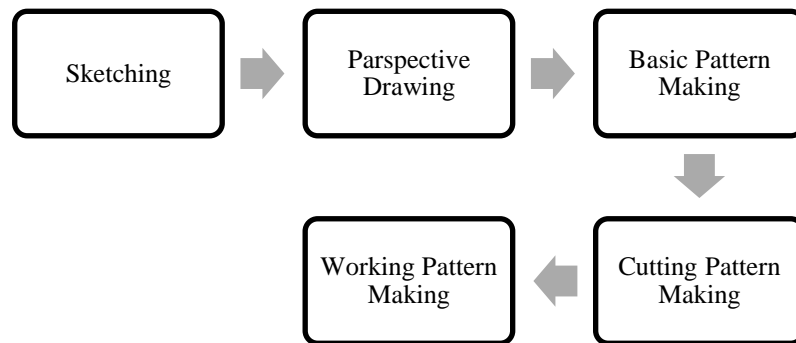 Sketching
Parspective
Drawing
Basic Pattern
Making
Cutting Pattern
Making
Working Pattern
Making